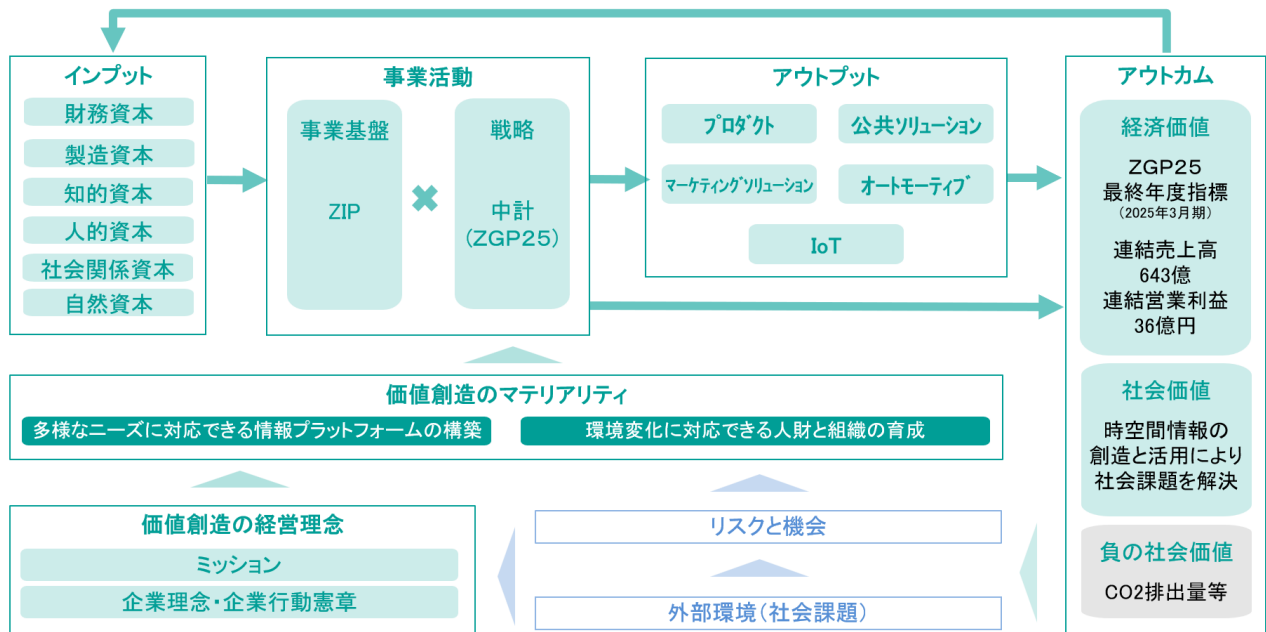 インプット
財務資本
製造資本
知的資本
人的資本
社会関係資本
自然資本
事業活動
事業基盤
ZIP
戦略
中計
(ZGP25)
アウトプット
プロダクト
公共ソリューション
マーケティングソリューション
オートモーティブ
IoT
アウトカム
経済価値
ZGP25
最終年度指標
(2025年3月期)
連結売上高
643億
連結営業利益
36億円
社会価値
時空間情報の
創造と活用により
社会課題を解決
負の社会価値
CO2排出量等
価値創造のマテリアリティ
多様なニーズに対応できる情報プラットフォームの構築
環境変化に対応できる人財と組織の育成
価値創造の経営理念
ミッション
企業理念・企業行動憲章
リスクと機会
外部環境(社会課題)